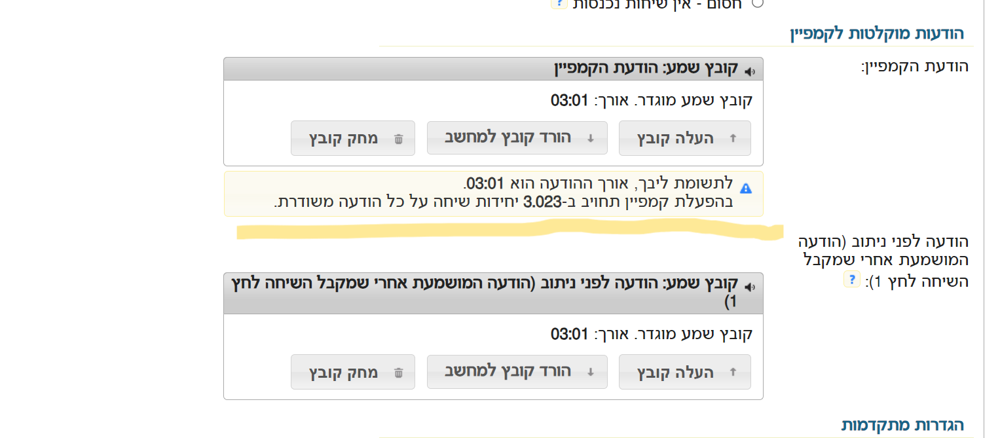 חסום - אין שיחות נכנסות ?
הודעות מוקלטות לקמפיין
הודעת הקמפיין:
קובץ שמע: הודעת הקמפיין
קובץ שמע מוגדר. אורך: 03:01
העלה קובץ
הורד קובץ למחשב
מחק קובץ
לתשומת ליבך, אורך ההודעה הוא 03:01.
בהפעלת קמפיין תחויב ב-3.023 יחידות שיחה על כל הודעה משודרת.
הודעה לפני ניתוב (הודעה
המושמעת אחרי שמקבל
השיחה לחץ 1): ?
קובץ שמע: הודעה לפני ניתוב (הודעה המושמעת אחרי שמקבל השיחה לחץ
1)
קובץ שמע מוגדר. אורך: 03:01
העלה קובץ
הורד קובץ למחשב
מחק קובץ
הגדרות מתקדמות